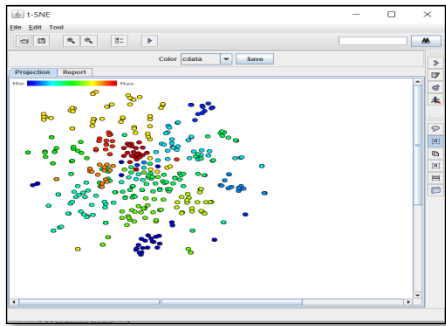 t-SNE
File Edit Tool
Color cdata Save
Projection Report
Min Max